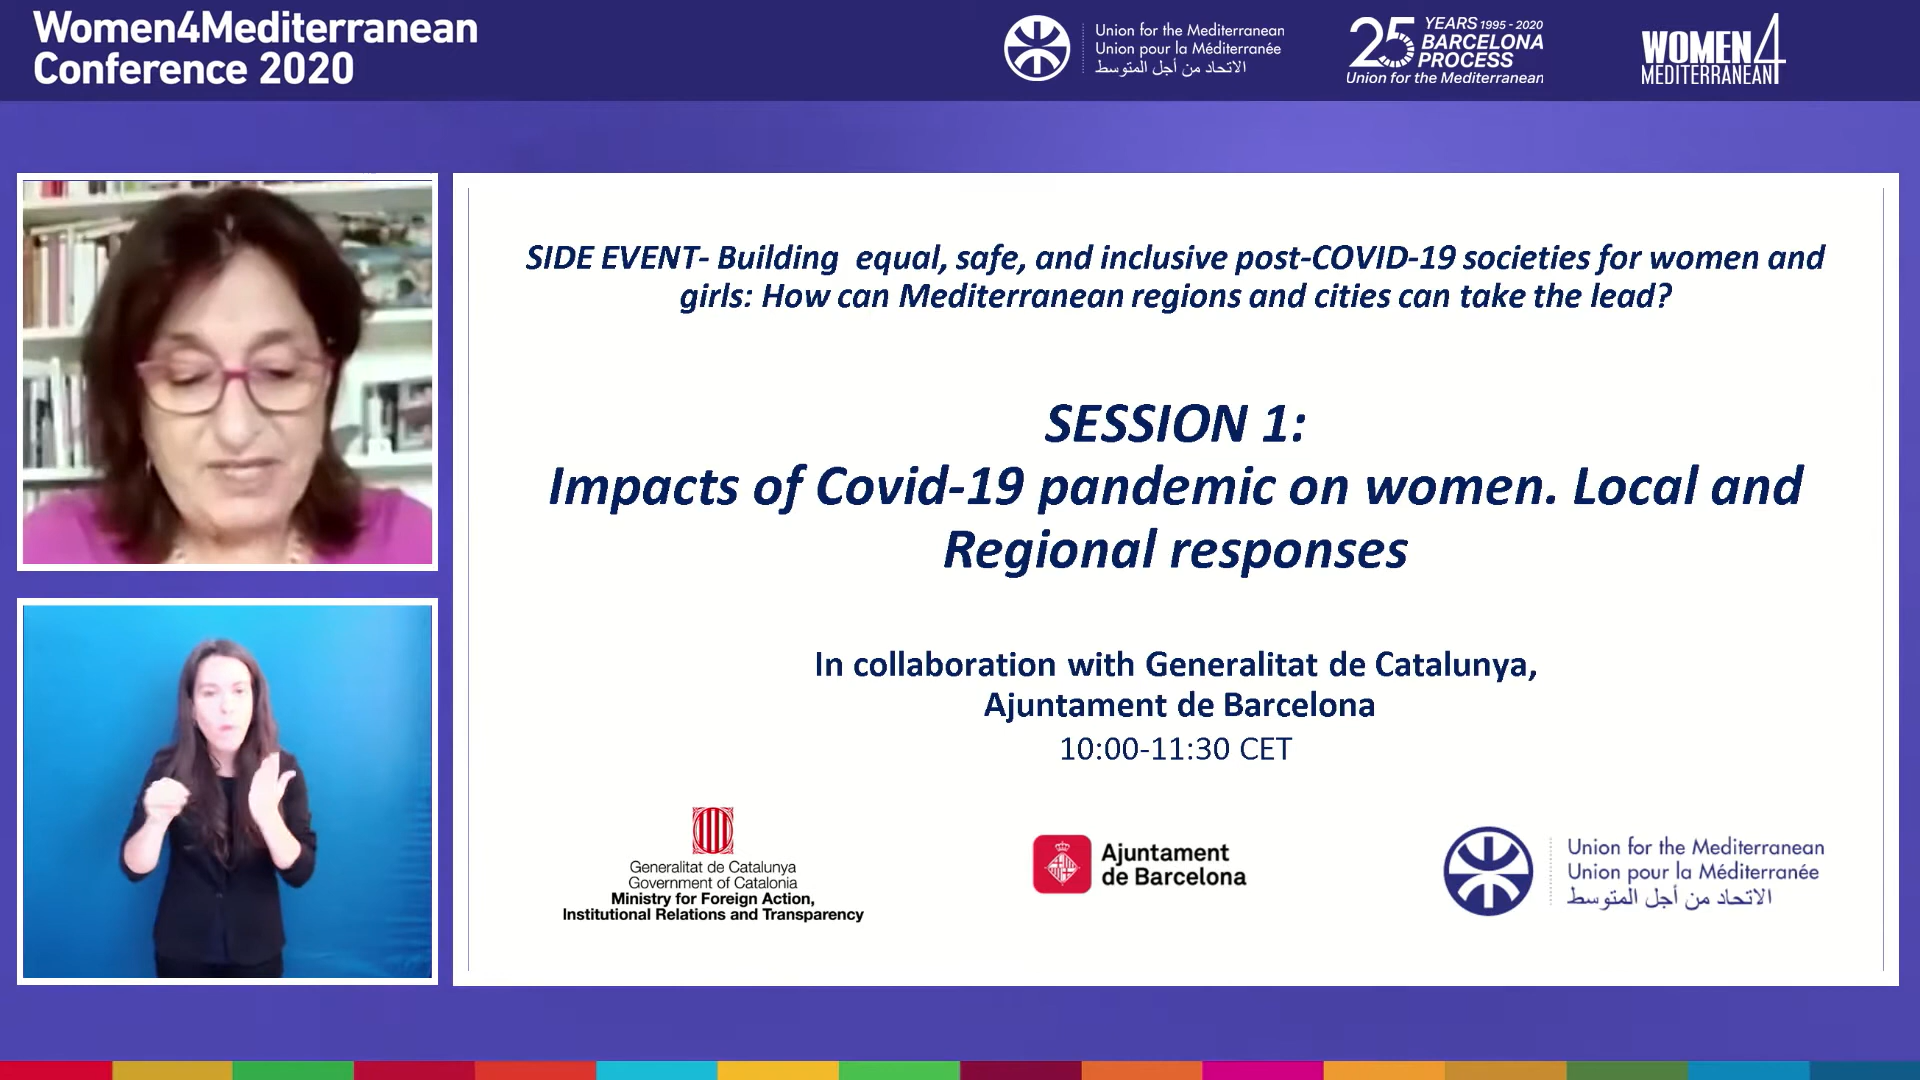 Women4Mediterranean
Conference 2020
Union for the Mediterranean
Union pour la Méditerranée
الاتحاد من أجل المتوسط
25 YEARS 1995 - 2020
BARCELONA
PROCESS
Union for the Mediterranean
WOMEN4
MEDITERRANEAN
SIDE EVENT- Building  equal, safe, and inclusive post-COVID-19 societies for women and
girls: How can Mediterranean regions and cities can take the lead?
SESSION 1:
Impacts of Covid-19 pandemic on women. Local and
Regional responses
In collaboration with Generalitat de Catalunya,
Ajuntament de Barcelona
10:00-11:30 CET
Generalitat de Catalunya
Government of Catalonia
Ministry for Foreign Action,
Institutional Relations and Transparency
Ajuntament
de Barcelona
Union for the Mediterranean
Union pour la Méditerranée
الاتحاد من أجل المتوسط